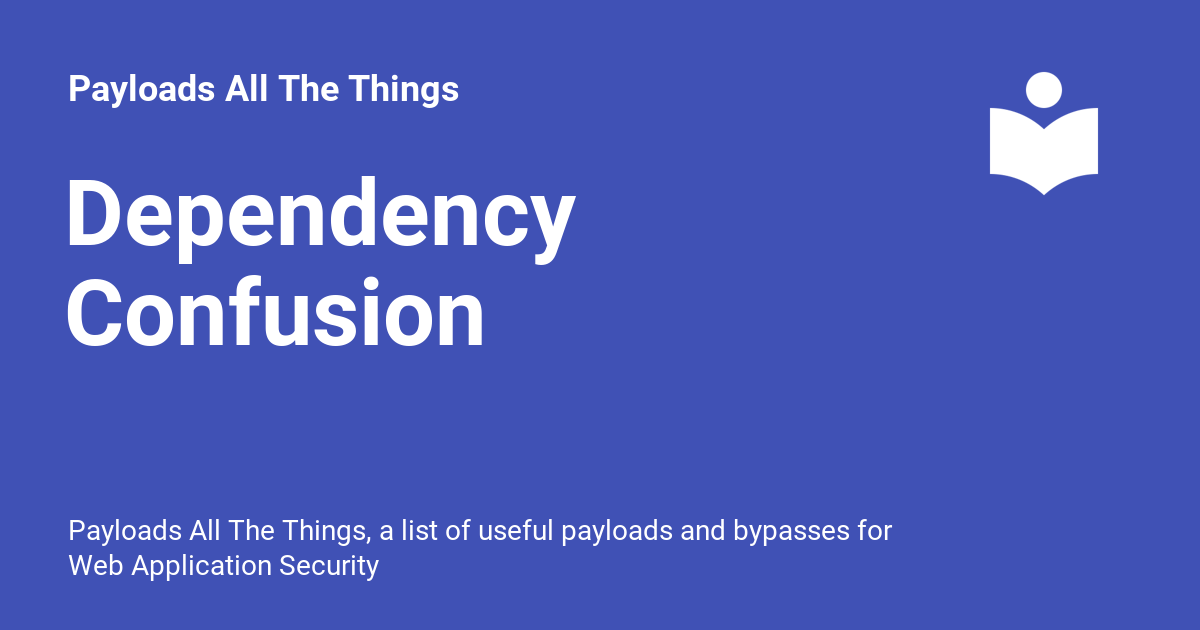 Payloads All The Things
Dependency
Confusion
Payloads All The Things, a list of useful payloads and bypasses for
Web Application Security